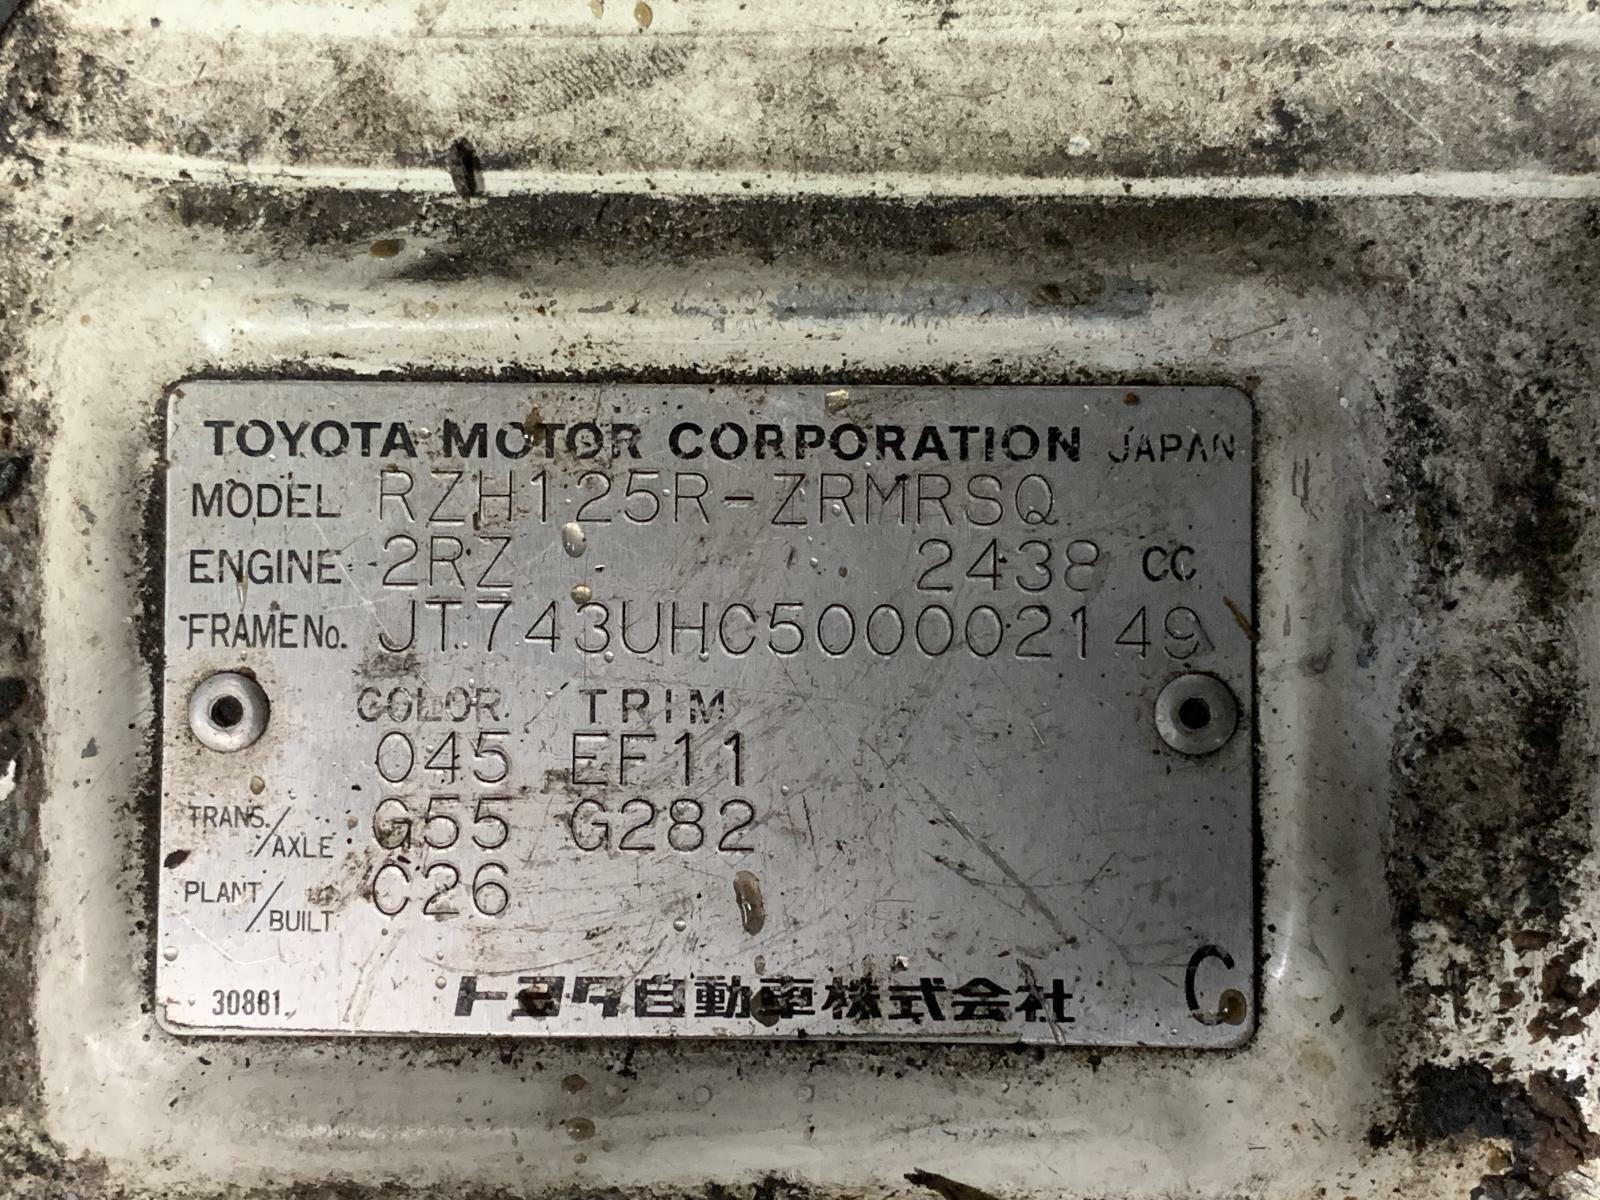 TOYOTA MOTOR CORPORATION JAPAN
MODEL RZH125R-ZRMRSQ
ENGINE 2RZ 2438 CC
FRAME No. JT743UHC500002149
COLOR TRIM
045 EF11
TRANS./AXLE G55 G282
PLANT/BUILT C26
30881
トヨタ自動車株式会社
C